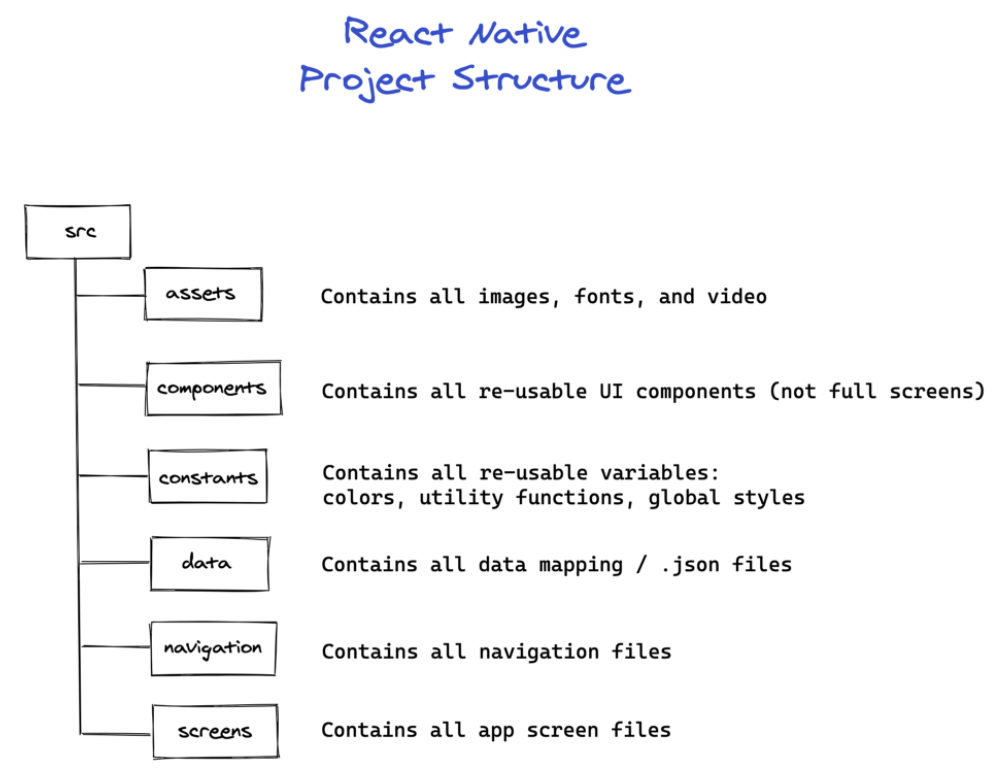 React Native
Project Structure
src
assets
Contains all images, fonts, and video
components
Contains all re-usable UI components (not full screens)
constants
Contains all re-usable variables:
colors, utility functions, global styles
data
Contains all data mapping / .json files
navigation
Contains all navigation files
screens
Contains all app screen files